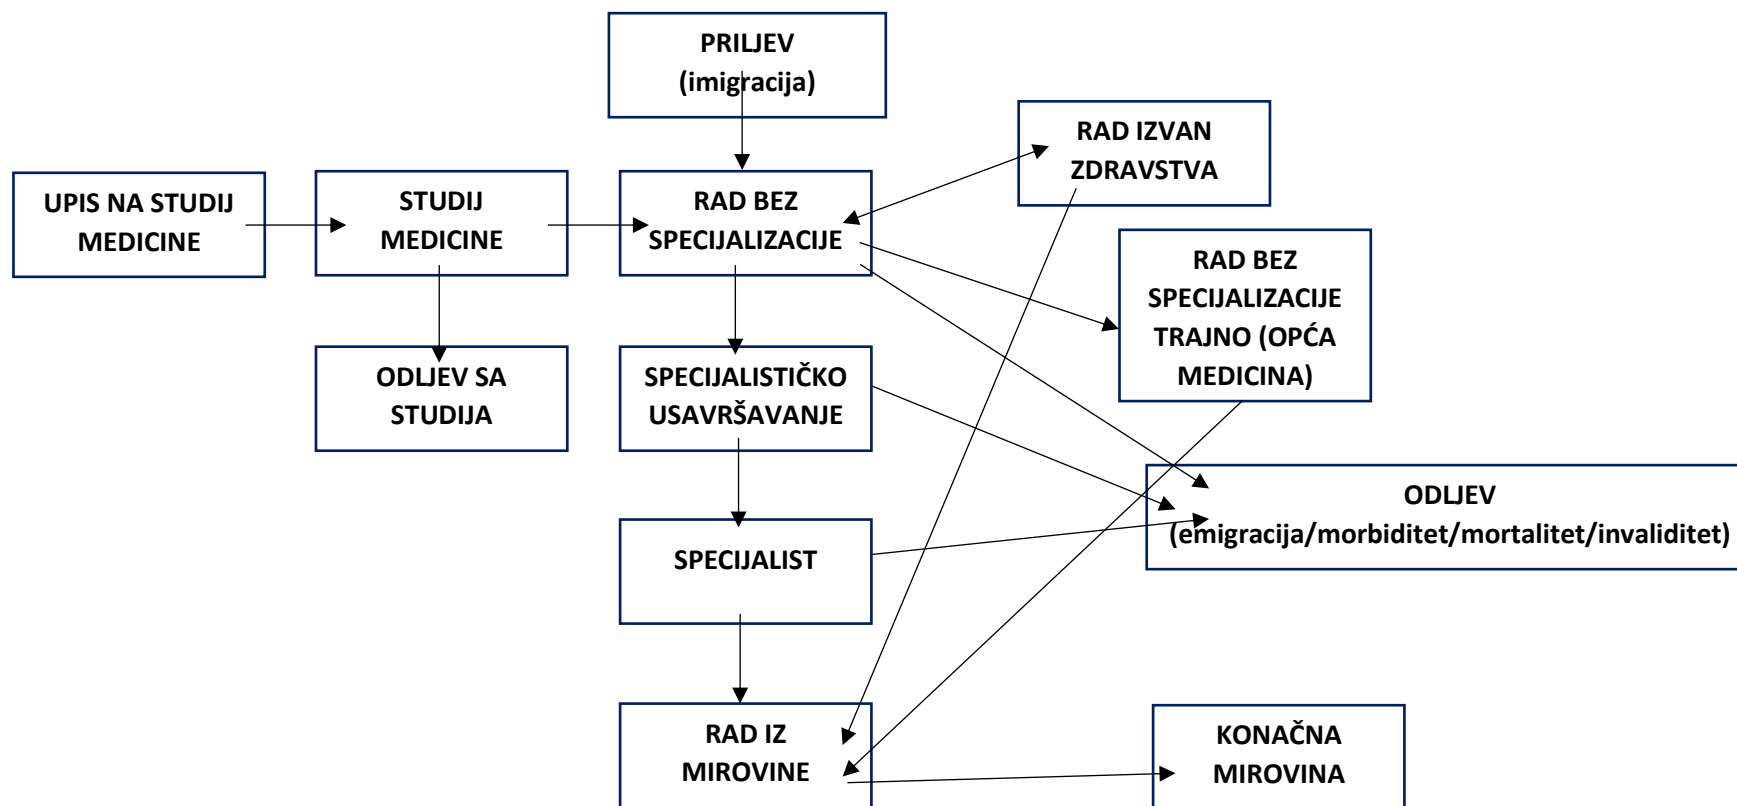 PRILJEV
(imigracija)
RAD IZVAN
ZDRAVSTVA
UPIS NA STUDIJ
MEDICINE
STUDIJ
MEDICINE
RAD BEZ
SPECIJALIZACIJE
RAD BEZ
SPECIJALIZACIJE
TRAJNO (OPĆA
MEDICINA)
ODLJEV SA
STUDIJA
SPECIJALISTIČKO
USAVRŠAVANJE
ODLJEV
(emigracija/morbiditet/mortalitet/invaliditet)
SPECIJALIST
RAD IZ
MIROVINE
KONAČNA
MIROVINA